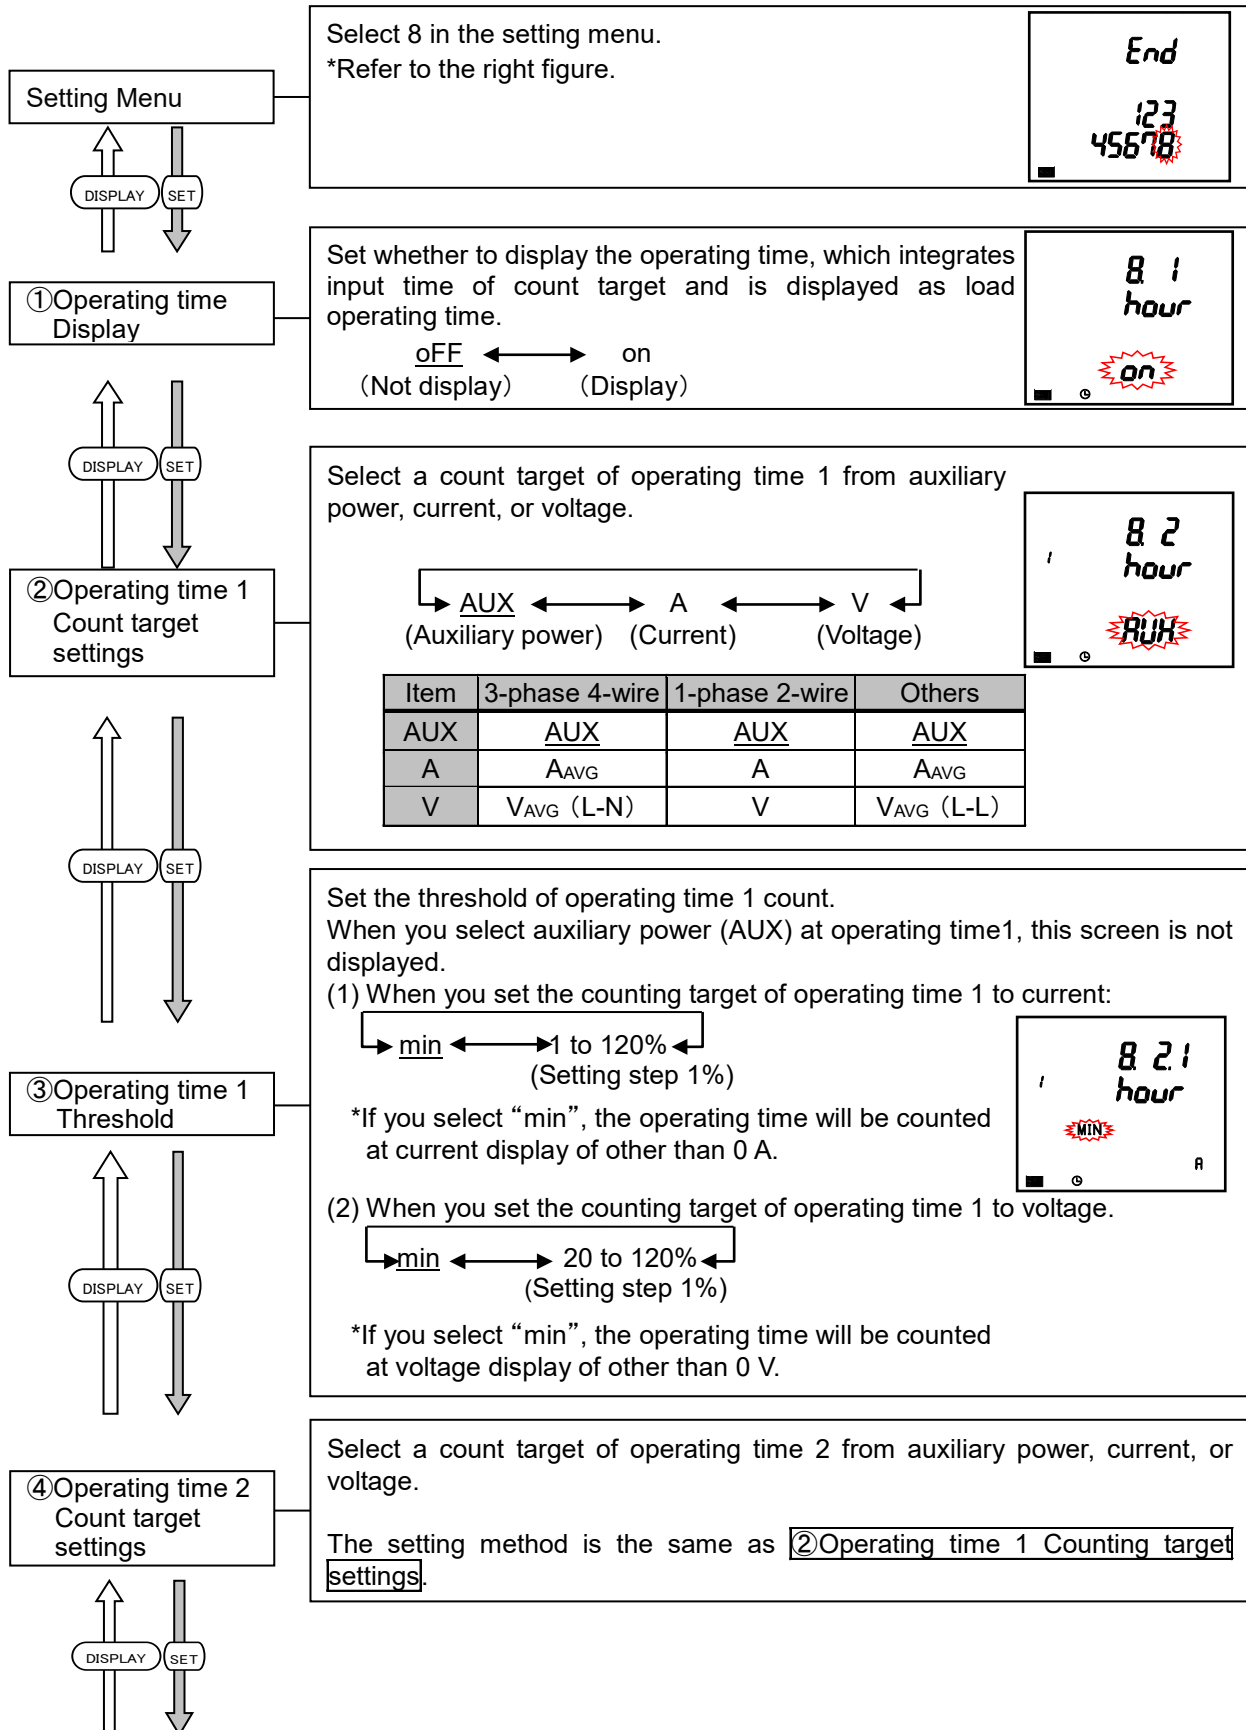 Setting Menu
Select 8 in the setting menu.
*Refer to the right figure.
End
123
45678
DISPLAY SET
①Operating time
Display
Set whether to display the operating time, which integrates
input time of count target and is displayed as load
operating time.
oFF on
（Not display） （Display）
8. 1
hour
on
DISPLAY SET
②Operating time 1
Count target
settings
Select a count target of operating time 1 from auxiliary
power, current, or voltage.
AUX A V
(Auxiliary power) (Current) (Voltage)
8. 2
1
hour
AUX
Item 3-phase 4-wire 1-phase 2-wire Others
AUX AUX AUX AUX
A AAVG A AAVG
V VAVG（L-N） V VAVG（L-L）
DISPLAY SET
③Operating time 1
Threshold
Set the threshold of operating time 1 count.
When you select auxiliary power (AUX) at operating time1, this screen is not
displayed.
(1) When you set the counting target of operating time 1 to current:
min 1 to 120%
(Setting step 1%)
*If you select “min”, the operating time will be counted
at current display of other than 0 A.
8. 2.1
1
hour
MIN
A
(2) When you set the counting target of operating time 1 to voltage.
min 20 to 120%
(Setting step 1%)
*If you select “min”, the operating time will be counted
at voltage display of other than 0 V.
DISPLAY SET
④Operating time 2
Count target
settings
Select a count target of operating time 2 from auxiliary power, current, or
voltage.
The setting method is the same as ②Operating time 1 Counting target
settings.
DISPLAY SET